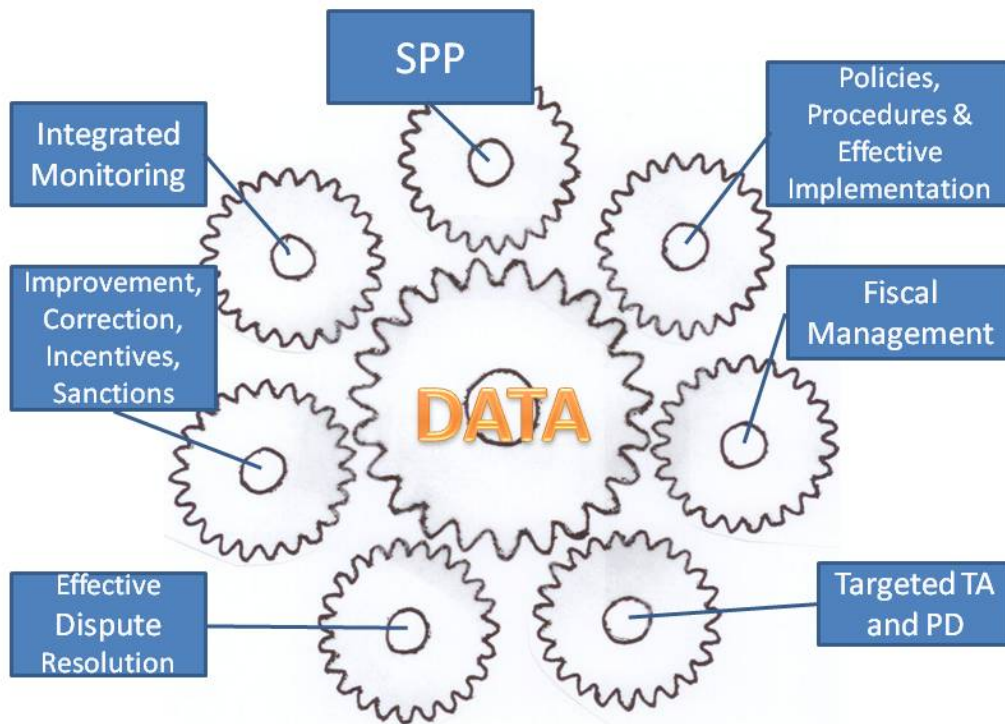 SPP
Policies,
Procedures &
Effective
Implementation
Integrated
Monitoring
Improvement,
Correction,
Incentives,
Sanctions
Fiscal
Management
DATA
Effective
Dispute
Resolution
Targeted TA
and PD